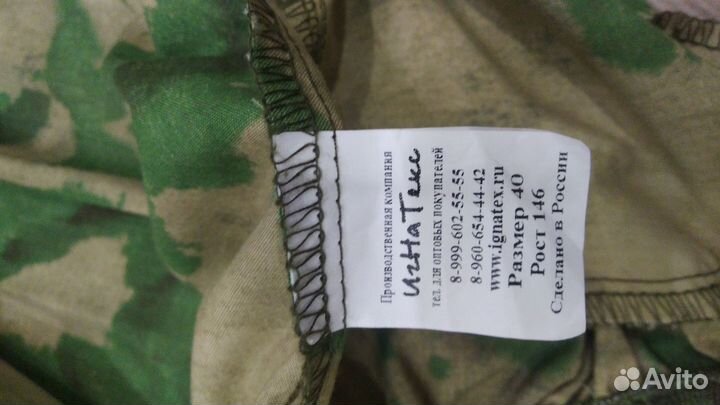 Производственная компания
ИгнаТекс
тел. для оптовых покупателей
8-999-602-55-55
8-960-654-44-42
www.ignatex.ru
Размер 40
Рост 146
Сделано в России
Avito